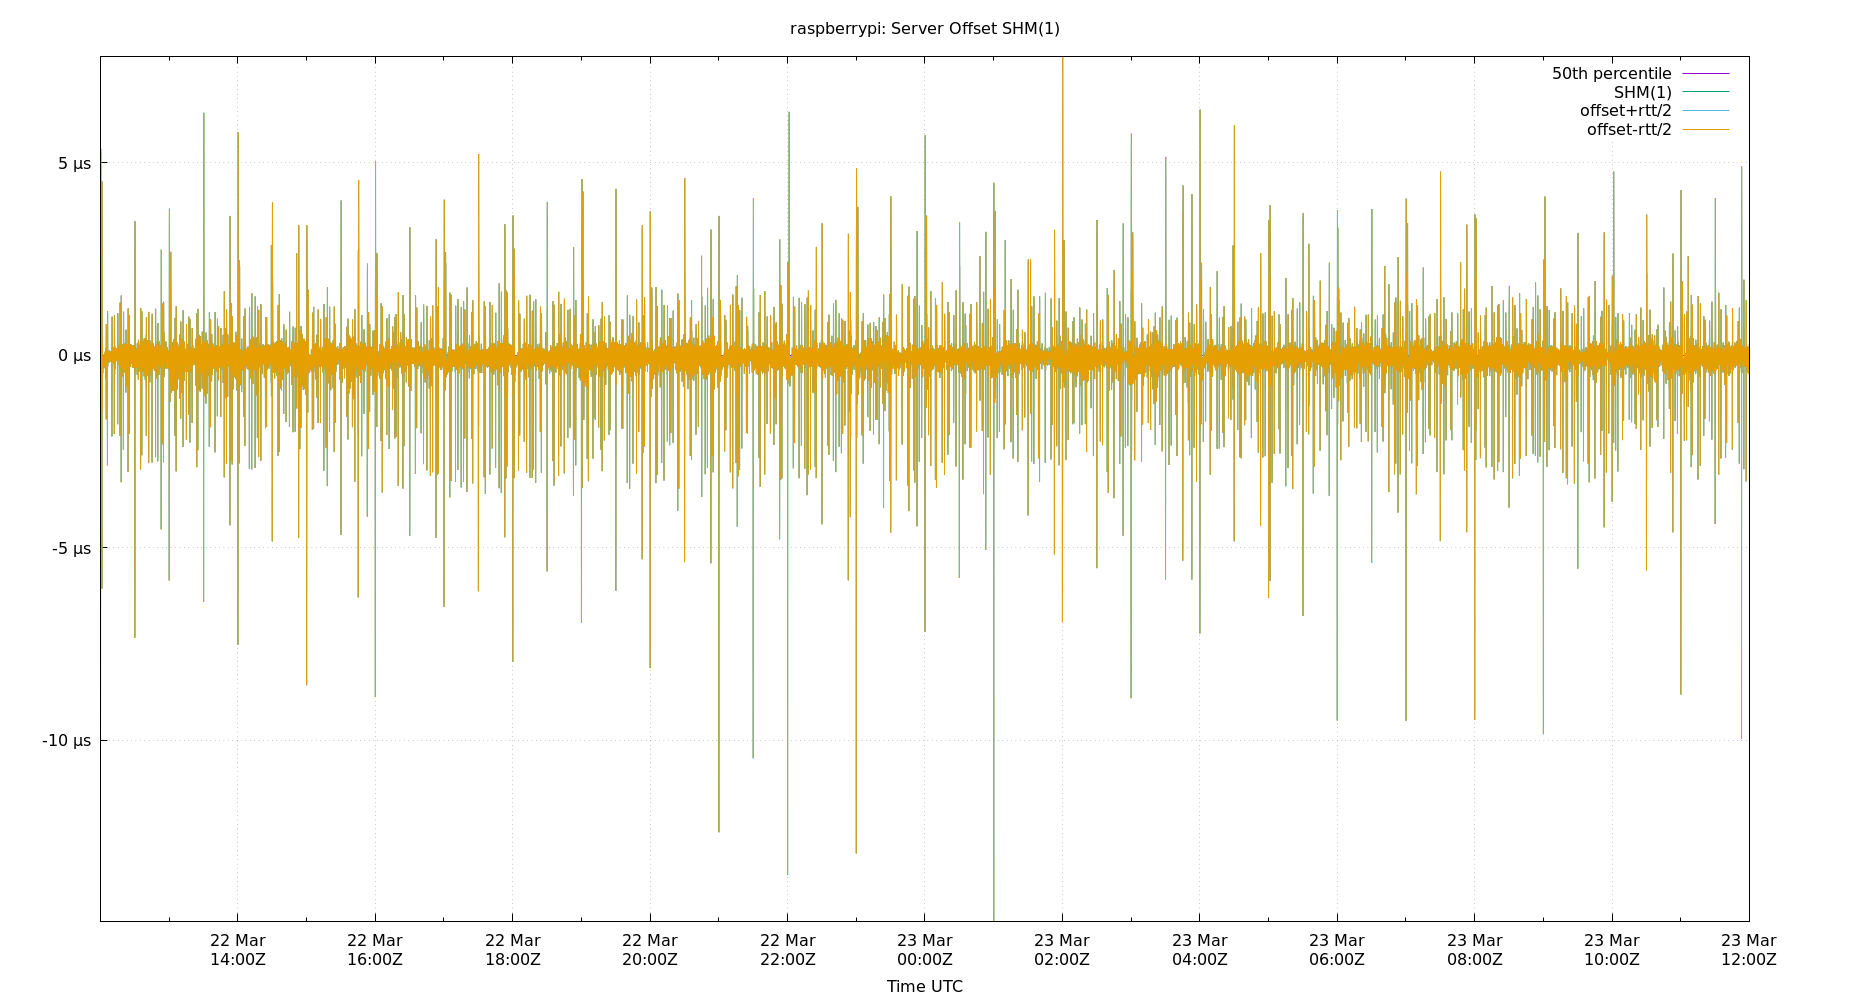 raspberrypi: Server Offset SHM(1)
50th percentile
SHM(1)
offset+rtt/2
offset-rtt/2
5 µs
0 µs
-5 µs
-10 µs
22 Mar 22 Mar 22 Mar 22 Mar 22 Mar 23 Mar 23 Mar 23 Mar 23 Mar 23 Mar 23 Mar 23 Mar
14:00Z 16:00Z 18:00Z 20:00Z 22:00Z 00:00Z 02:00Z 04:00Z 06:00Z 08:00Z 10:00Z 12:00Z
Time UTC